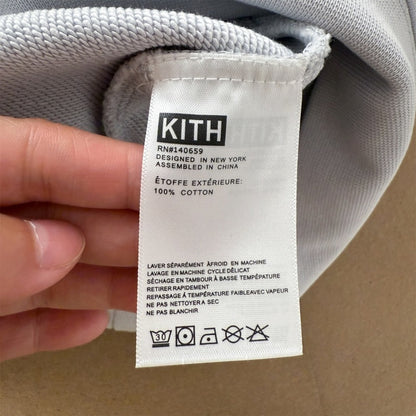 KITH
RN#140659
DESIGNED IN NEW YORK
ASSEMBLED IN CHINA
ÉTOFFE EXTÉRIEURE:
100% COTTON
LAVER SÉPARÉMENT ÀFROID EN MACHINE
LAVAGE EN MACHINE CYCLE DÉLICAT
SÉCHAGE EN TAMBOUR À BASSE TEMPÉRATURE
RETIRER RAPIDEMENT
REPASSAGE À TEMPÉRATURE FAIBLEAVEC VAPEUR
NE PAS NETTOYER A SEC
NE PAS BLANCHIR
30